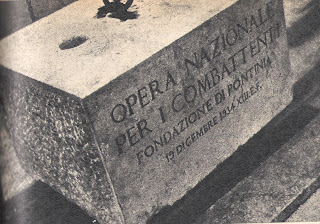 OPERA NAZIONALE
PER I COMBATTENTI
FONDAZIONE DI PONTINIA
19 DICEMBRE 1934.XIII.E.F.